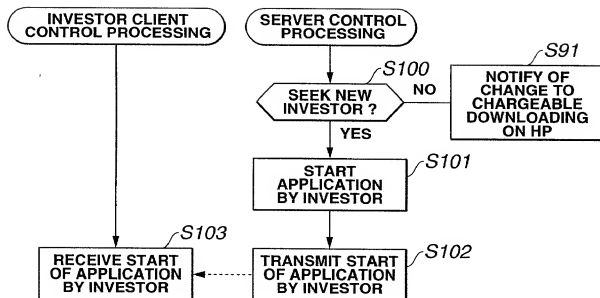 INVESTOR CLIENT
CONTROL PROCESSING
SERVER CONTROL
PROCESSING
S100
SEEK NEW
INVESTOR ?
NO
YES
S91
NOTIFY OF
CHANGE TO
CHARGEABLE
DOWNLOADING
ON HP
S101
START
APPLICATION
BY INVESTOR
S103
RECEIVE START
OF APPLICATION
BY INVESTOR
S102
TRANSMIT START
OF APPLICATION
BY INVESTOR